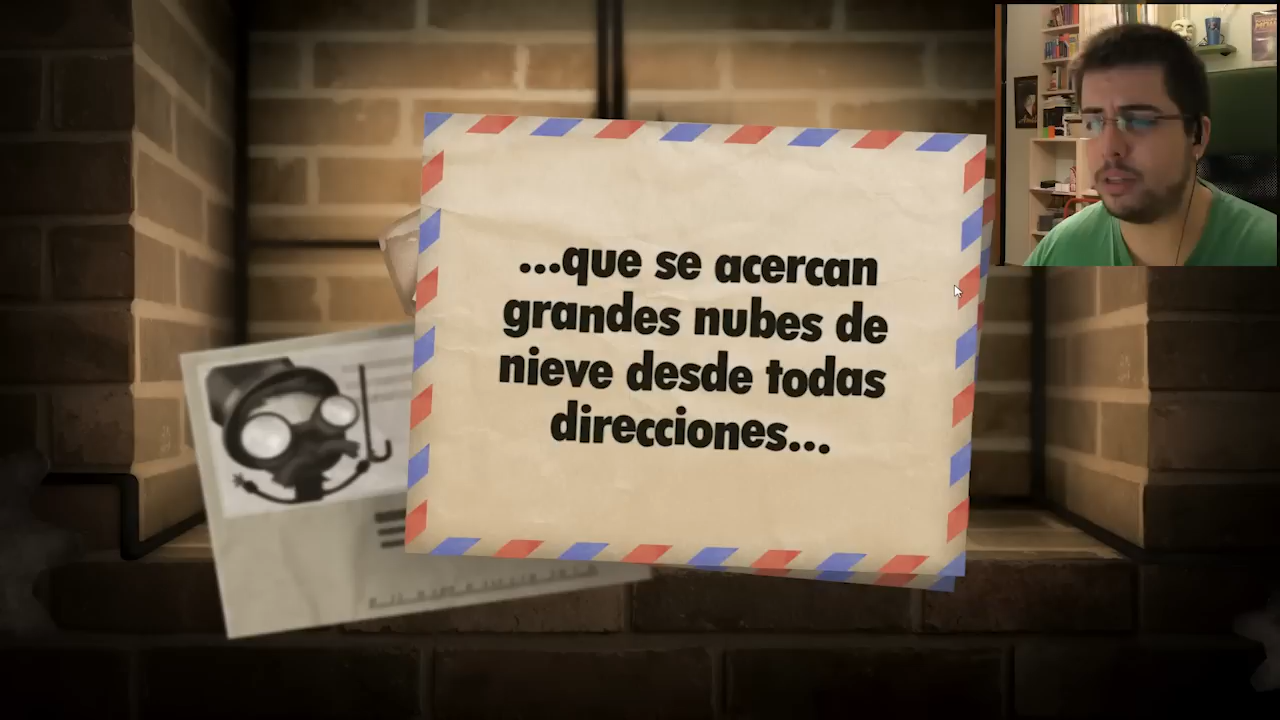 ...que se acercan
grandes nubes de
nieve desde todas
direcciones...